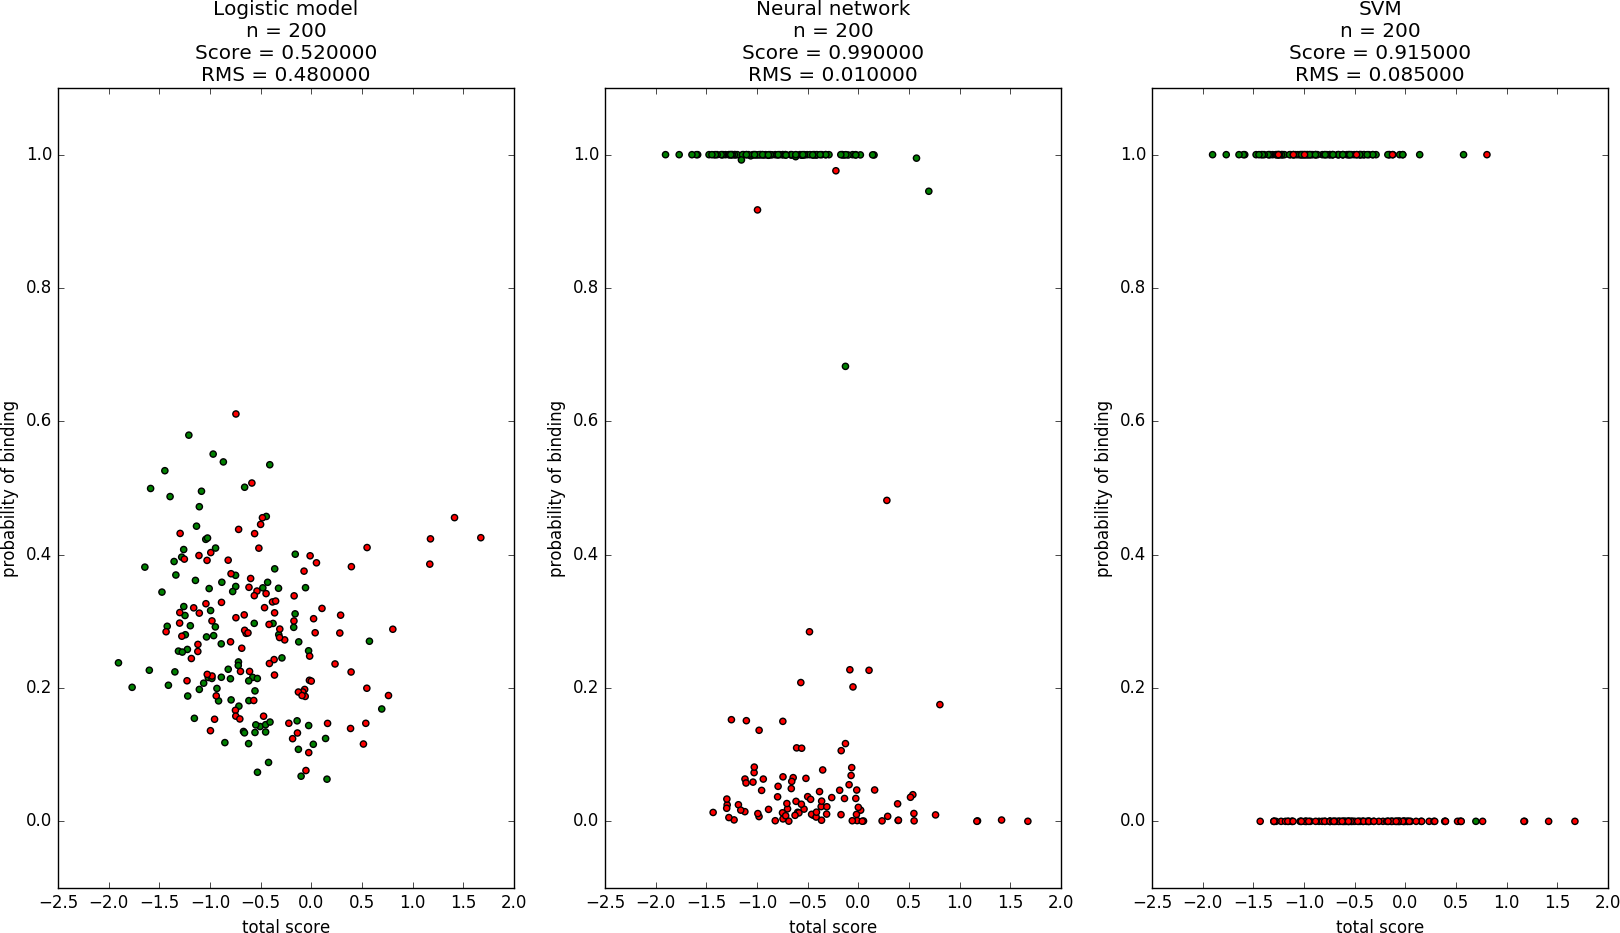 Logistic model
n = 200
Score = 0.520000
RMS = 0.480000
1.0
0.8
0.6
0.4
0.2
0.0
probability of binding
−2.5 −2.0 −1.5 −1.0 −0.5 0.0 0.5 1.0 1.5 2.0
total score
Neural network
n = 200
Score = 0.990000
RMS = 0.010000
1.0
0.8
0.6
0.4
0.2
0.0
probability of binding
−2.5 −2.0 −1.5 −1.0 −0.5 0.0 0.5 1.0 1.5 2.0
total score
SVM
n = 200
Score = 0.915000
RMS = 0.085000
1.0
0.8
0.6
0.4
0.2
0.0
probability of binding
−2.5 −2.0 −1.5 −1.0 −0.5 0.0 0.5 1.0 1.5 2.0
total score